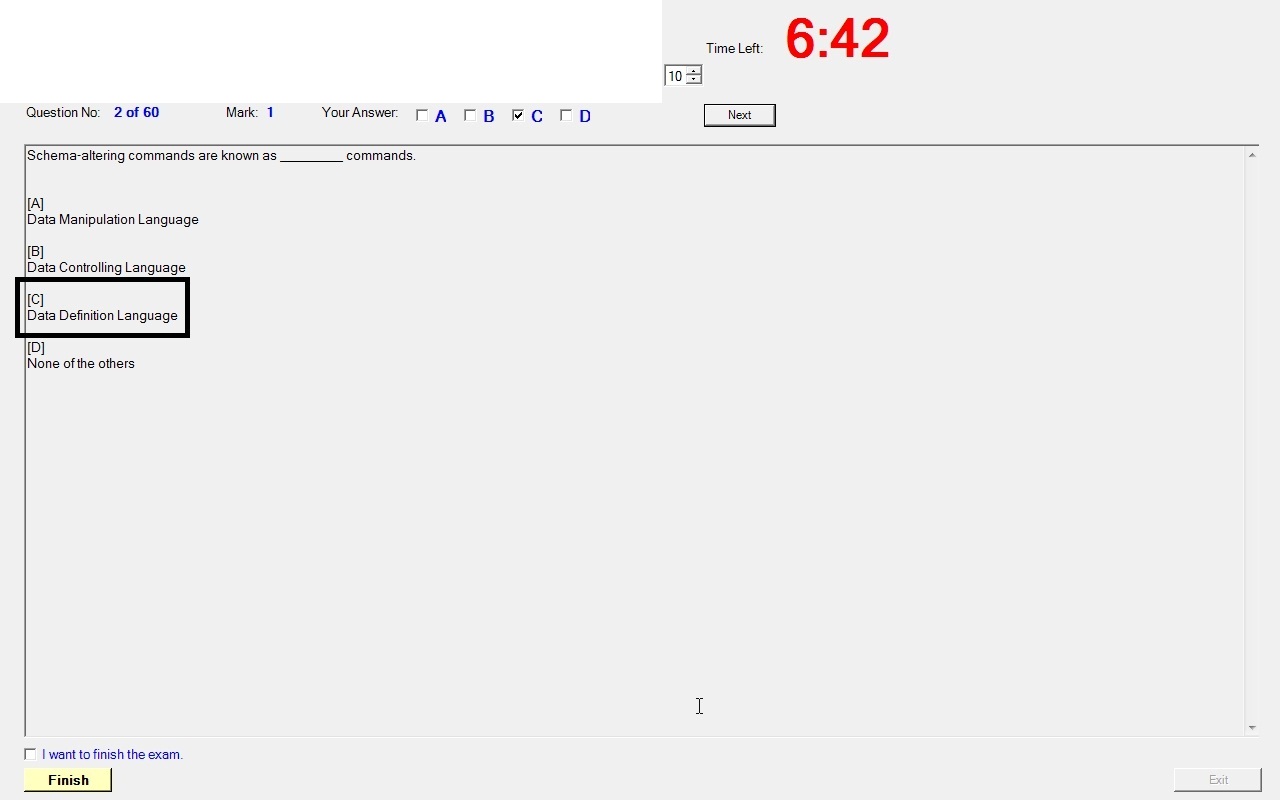 Time Left: 6:42
10
Question No: 2 of 60 Mark: 1 Your Answer: A B C D Next
Schema-altering commands are known as _________ commands.
[A]
Data Manipulation Language
[B]
Data Controlling Language
[C]
Data Definition Language
[D]
None of the others
I want to finish the exam.
Finish Exit